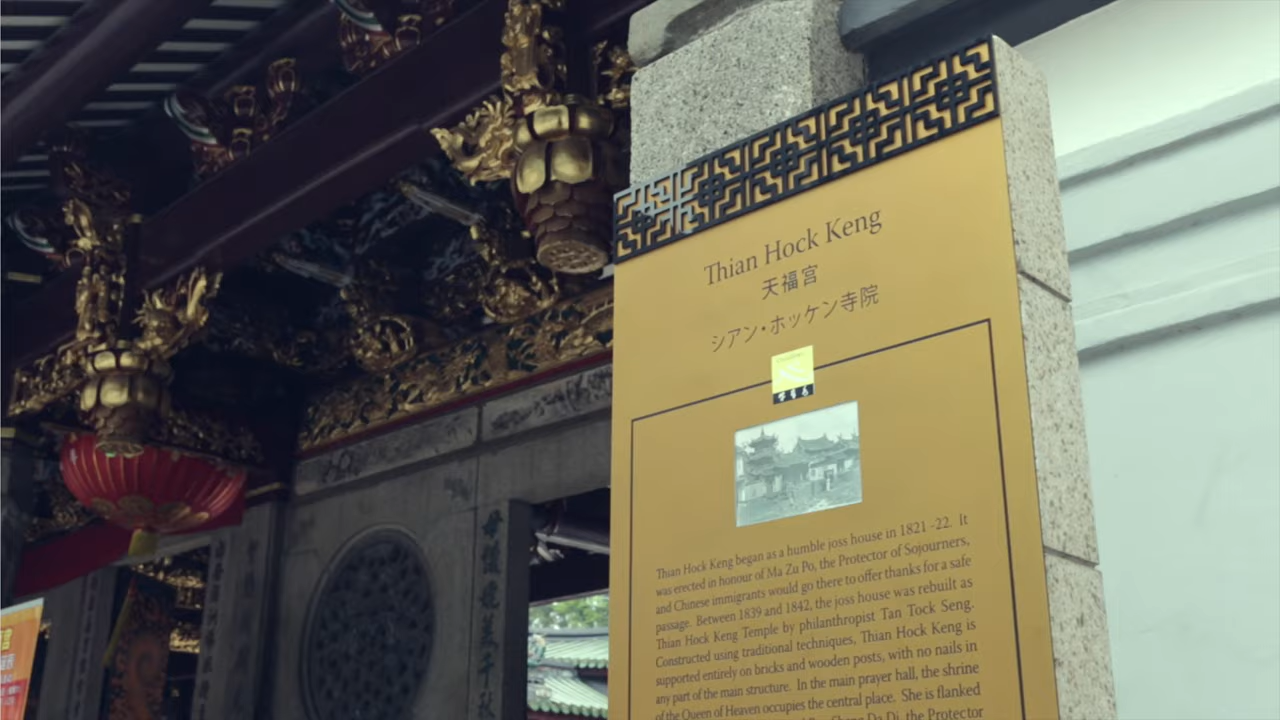 Thian Hock Keng
天福宮
シアン・ホッケン寺院
Thian Hock Keng began as a humble joss house in 1821 -22. It
was erected in honour of Ma Zu Po, the Protector of Sojourners,
and Chinese immigrants would go there to offer thanks for a safe
passage. Between 1839 and 1842, the joss house was rebuilt as
Thian Hock Keng Temple by philanthropist Tan Tock Seng.
Constructed using traditional techniques, Thian Hock Keng is
supported entirely on bricks and wooden posts, with no nails in
any part of the main structure. In the main prayer hall, the shrine
of the Queen of Heaven occupies the central place. She is flanked
Da Di, the Protector